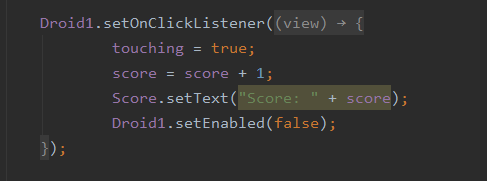 Droid1.setOnClickListener((view) → {
touching = true;
score = score + 1;
Score.setText("Score: " + score);
Droid1.setEnabled(false);
});